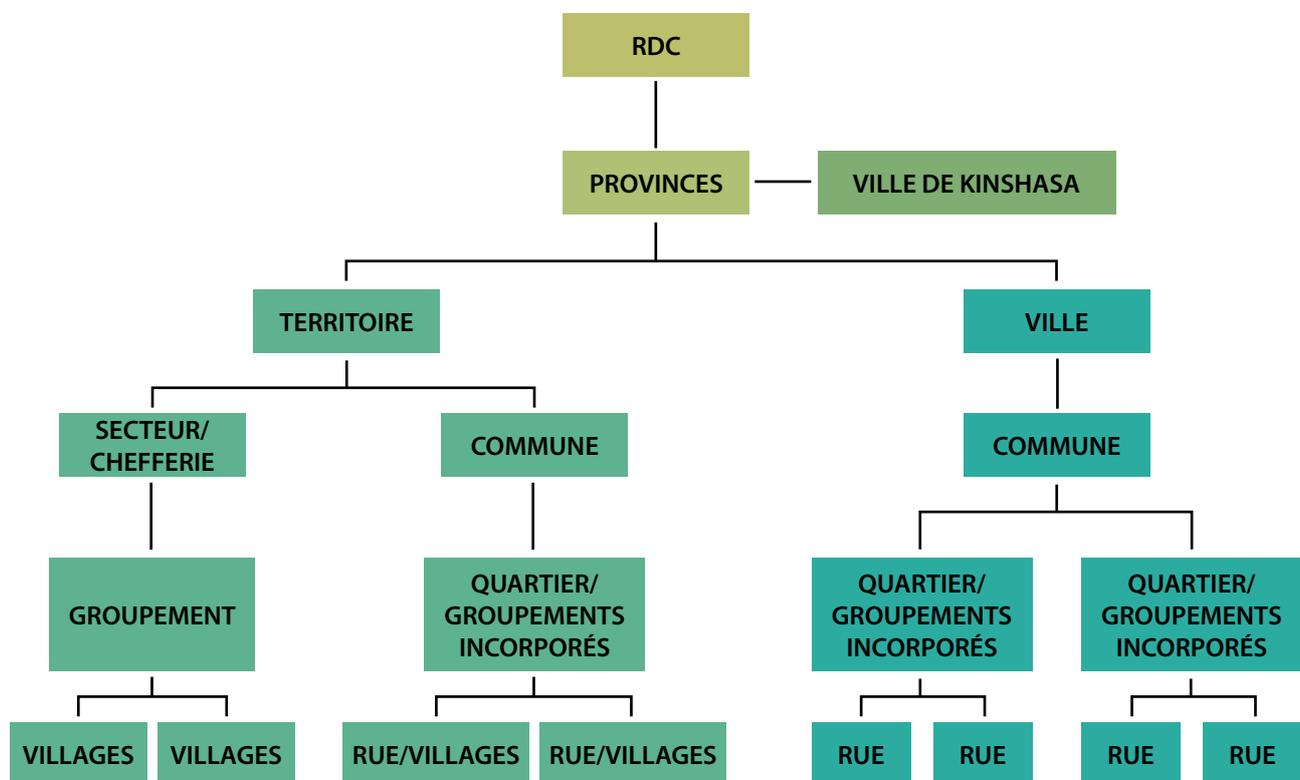 RDC
PROVINCES
VILLE DE KINSHASA
TERRITOIRE
VILLE
SECTEUR/
CHEFFERIE
COMMUNE
COMMUNE
GROUPEMENT
QUARTIER/
GROUPEMENTS
INCORPORÉS
QUARTIER/
GROUPEMENTS
INCORPORÉS
QUARTIER/
GROUPEMENTS
INCORPORÉS
VILLAGES
VILLAGES
RUE/VILLAGES
RUE/VILLAGES
RUE
RUE
RUE
RUE